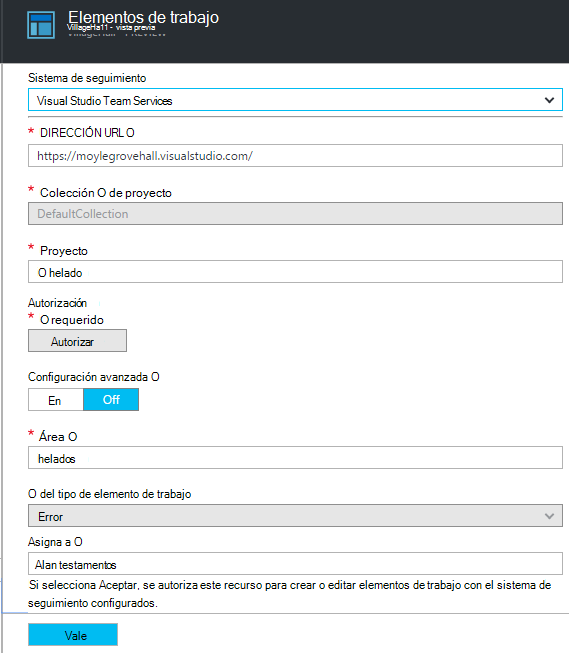 Elementos de trabajo
VillageHa11 - vista previa
Sistema de seguimiento
Visual Studio Team Services
* DIRECCIÓN URL O
https://moylegrovehall.visualstudio.com/
* Colección O de proyecto
DefaultCollection
* Proyecto
O helado
Autorización
* O requerido
Autorizar
Configuración avanzada O
En Off
* Área O
helados
O del tipo de elemento de trabajo
Error
Asigna a O
Alan testamentos
Si selecciona Aceptar, se autoriza este recurso para crear o editar elementos de trabajo con el sistema de
seguimiento configurados.
Vale